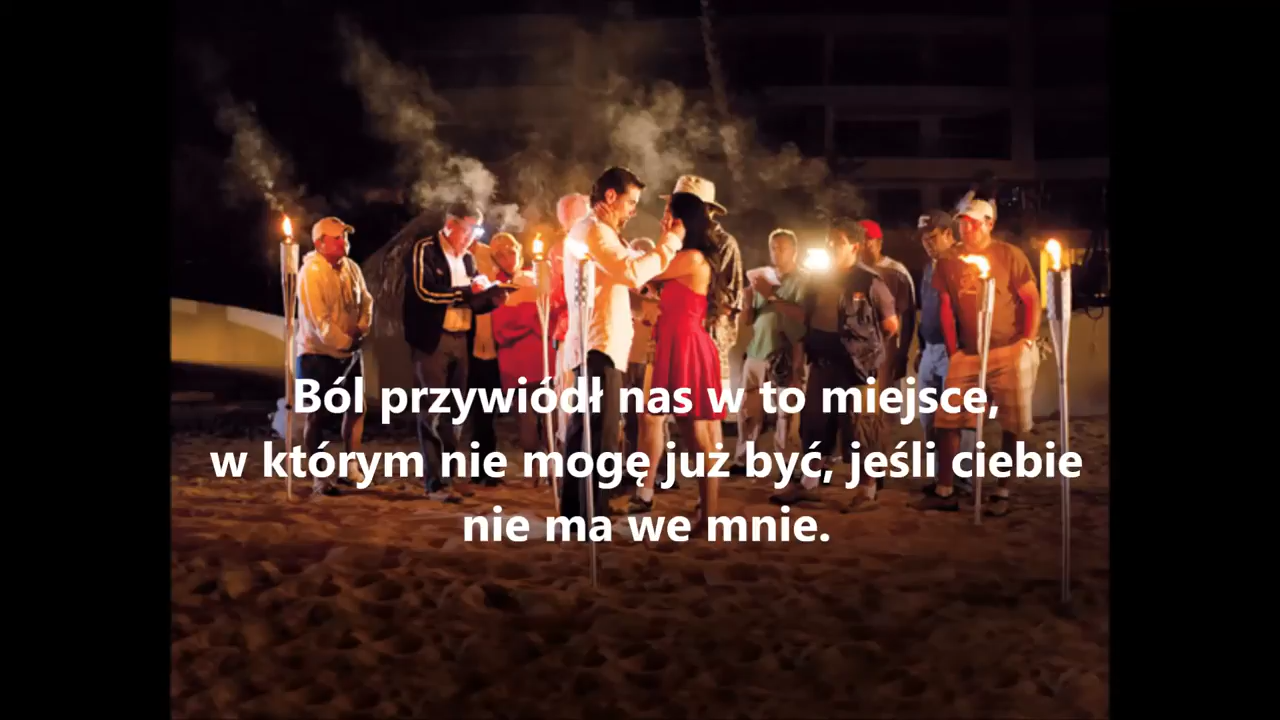 Ból przywiódł nas w to miejsce,
w którym nie mogę już być, jeśli ciebie
nie ma we mnie.